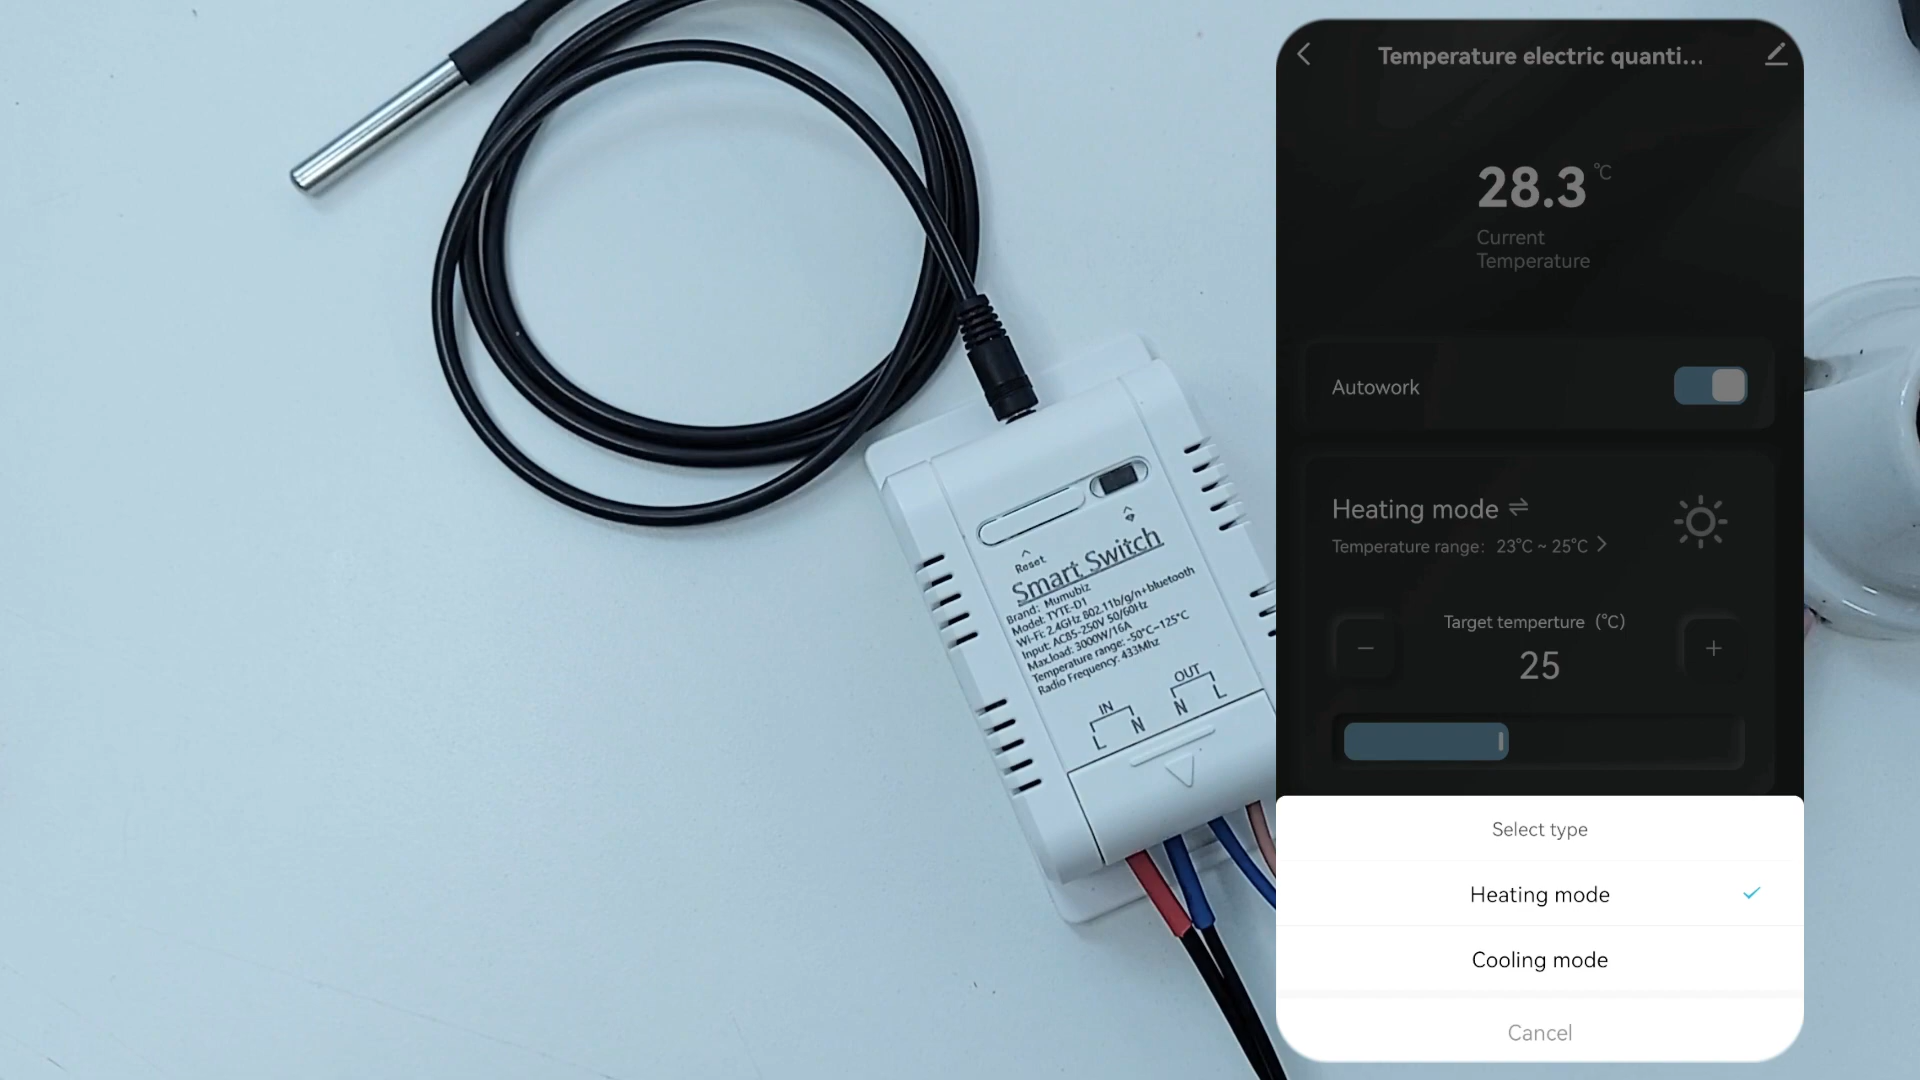 Reset
Smart Switch
Brand: Mumubiz
Model: TYTE-D1
Wi-Fi: 2.4GHz 802.11b/g/n+bluetooth
Input: AC85-250V 50/60Hz
Max.load: 3000W/16A
Temperature range: -50°C~125°C
Radio Frequency: 433Mhz
IN
L N
OUT
N L
Temperature electric quanti...
28.3 °C
Current
Temperature
Autowork
Heating mode
Temperature range: 23°C ~ 25°C
Target temperture (°C)
25
Select type
Heating mode
Cooling mode
Cancel